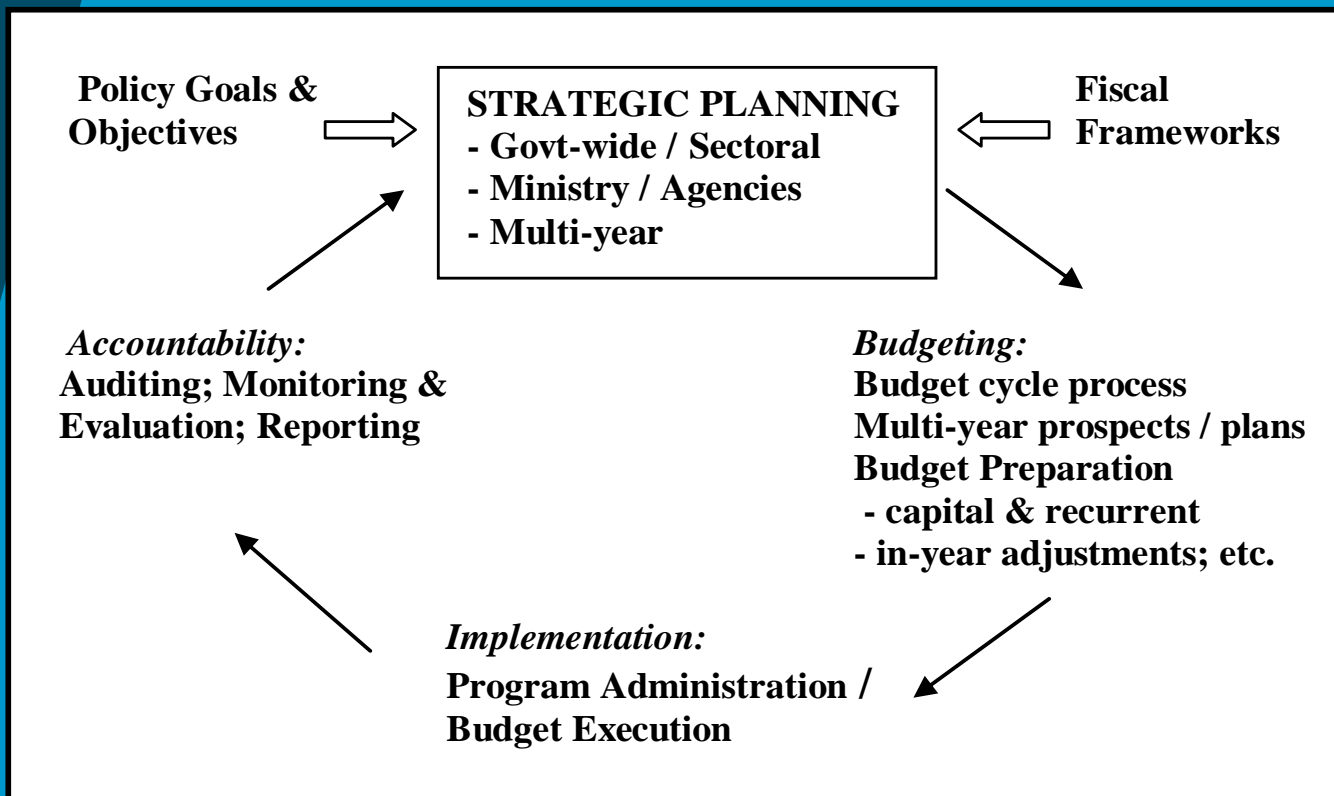 Policy Goals &
Objectives
STRATEGIC PLANNING
- Govt-wide / Sectoral
- Ministry / Agencies
- Multi-year
Fiscal
Frameworks
Accountability:
Auditing; Monitoring &
Evaluation; Reporting
Budgeting:
Budget cycle process
Multi-year prospects / plans
Budget Preparation
- capital & recurrent
- in-year adjustments; etc.
Implementation:
Program Administration /
Budget Execution